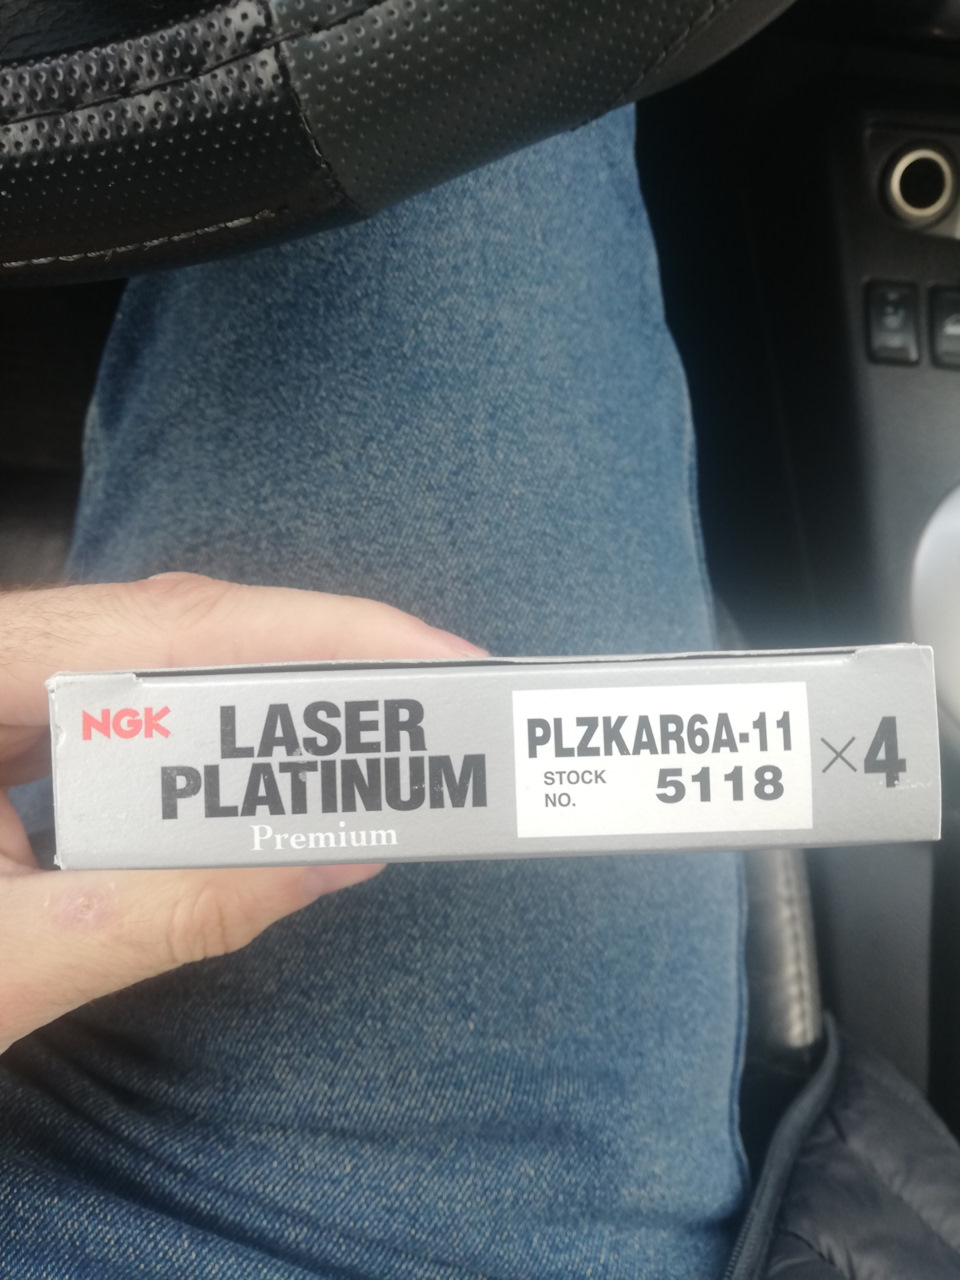 NGK
LASER
PLATINUM
Premium
PLZKAR6A-11
STOCK
NO.
5118
×4